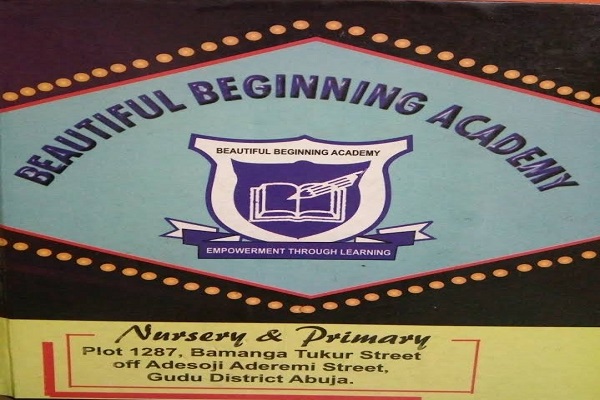 BEAUTIFUL BEGINNING ACADEMY
BEAUTIFUL BEGINNING ACADEMY
EMPOWERMENT THROUGH LEARNING
Nursery & Primary
Plot 1287, Bamanga Tukur Street
off Adesoji Aderemi Street,
Gudu District Abuja.